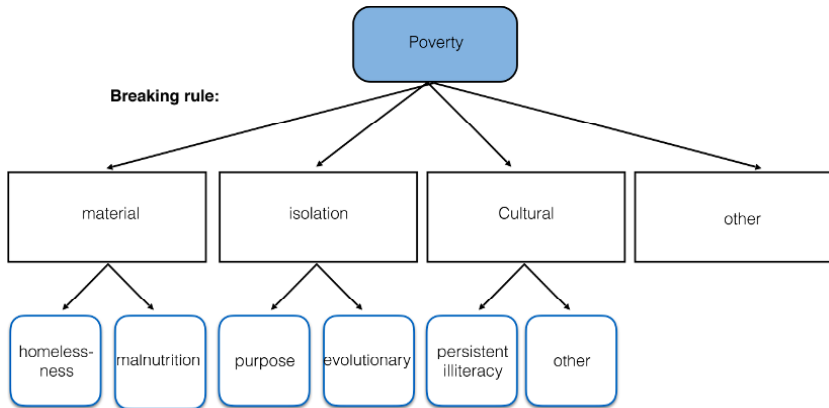 Poverty
Breaking rule:
material
isolation
Cultural
other
homeless-
ness
malnutrition
purpose
evolutionary
persistent
illiteracy
other